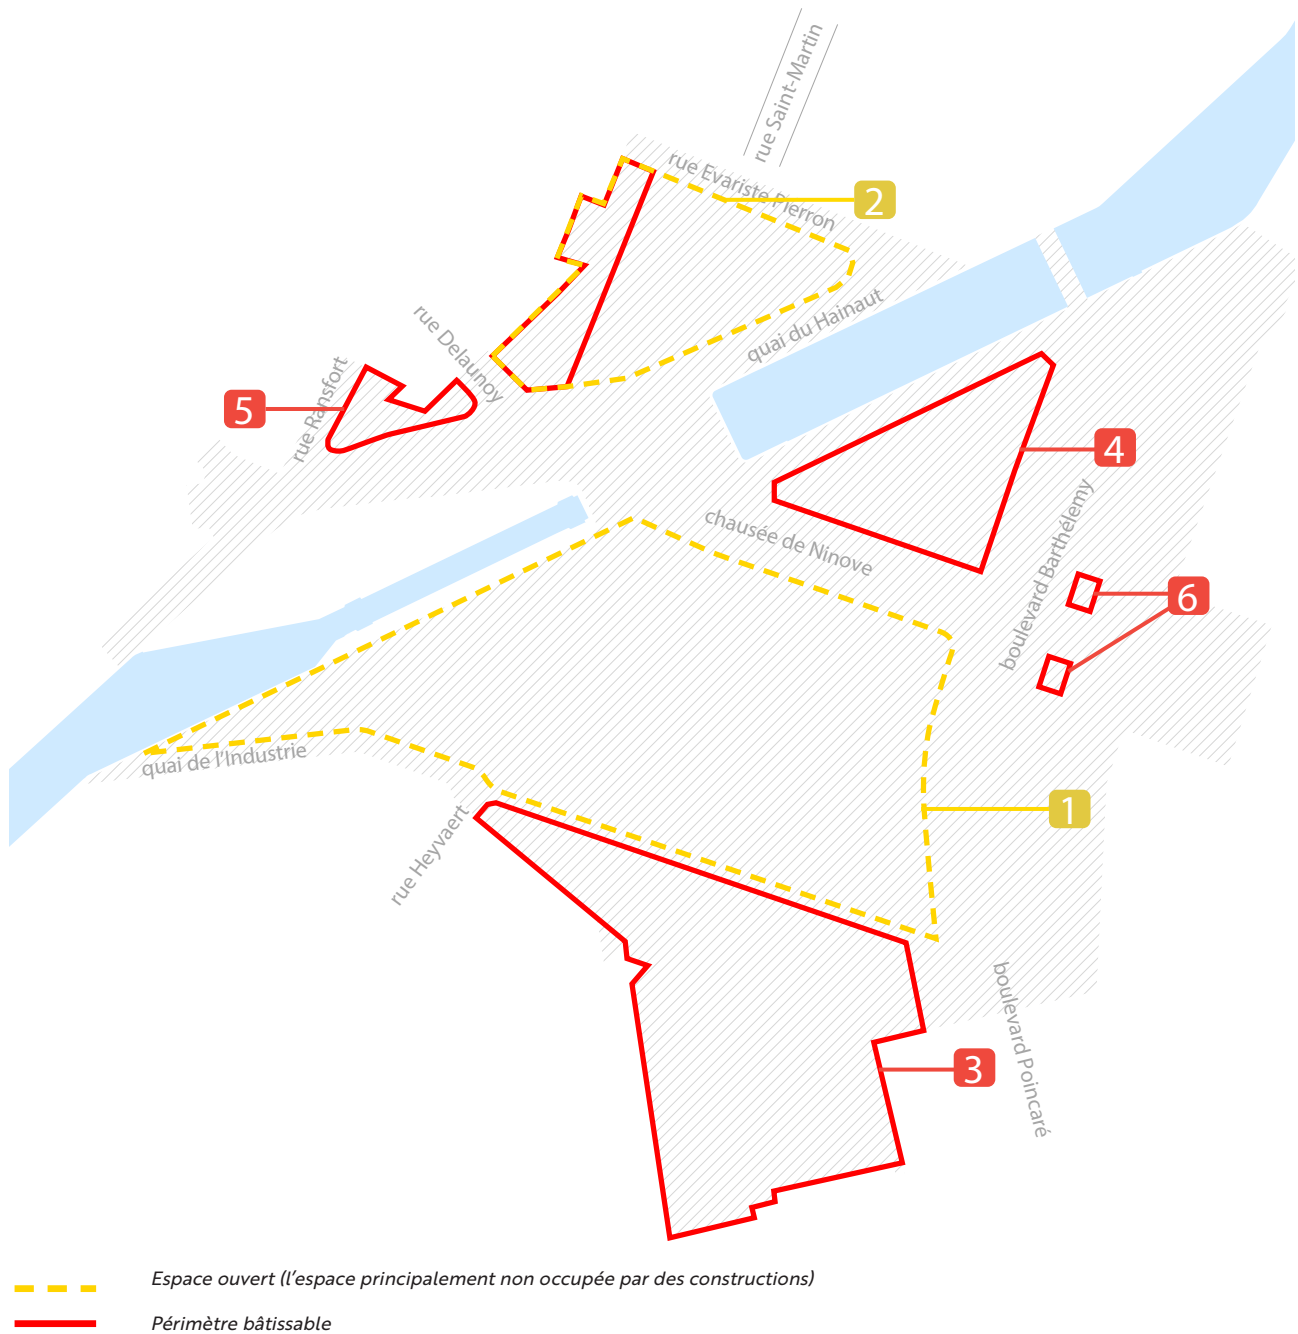 rue Saint-Martin
rue Evariste Pierron
2
quai du Hainaut
rue Delaunoy
rue Ransfort
5
4
chausée de Ninove
boulevard Barthélemy
6
quai de l'Industrie
1
rue Heyvaert
boulevard Poincaré
3
Espace ouvert (l'espace principalement non occupée par des constructions)
Périmètre bâtissable